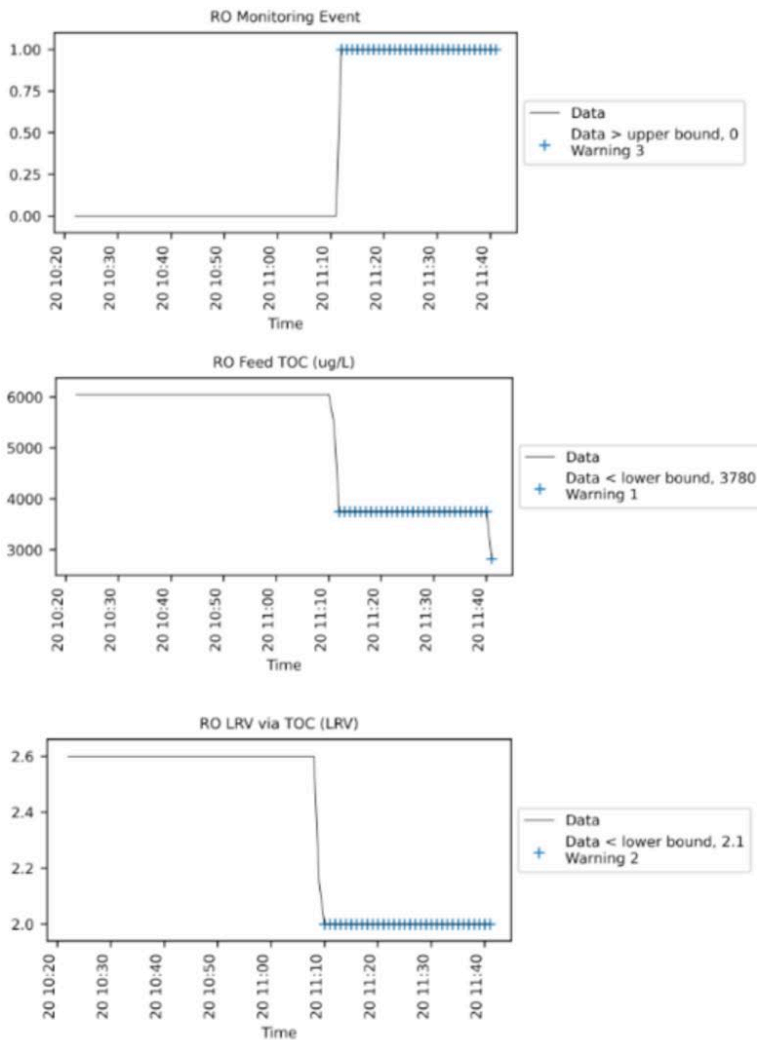 RO Monitoring Event
1.00
0.75
0.50
0.25
0.00
20 10:20
20 10:30
20 10:40
20 10:50
20 11:00
20 11:10
20 11:20
20 11:30
20 11:40
Time
Data
Data > upper bound, 0
Warning 3
RO Feed TOC (ug/L)
6000
5000
4000
3000
20 10:20
20 10:30
20 10:40
20 10:50
20 11:00
20 11:10
20 11:20
20 11:30
20 11:40
Time
Data
Data < lower bound, 3780
Warning 1
RO LRV via TOC (LRV)
2.6
2.4
2.2
2.0
20 10:20
20 10:30
20 10:40
20 10:50
20 11:00
20 11:10
20 11:20
20 11:30
20 11:40
Time
Data
Data < lower bound, 2.1
Warning 2